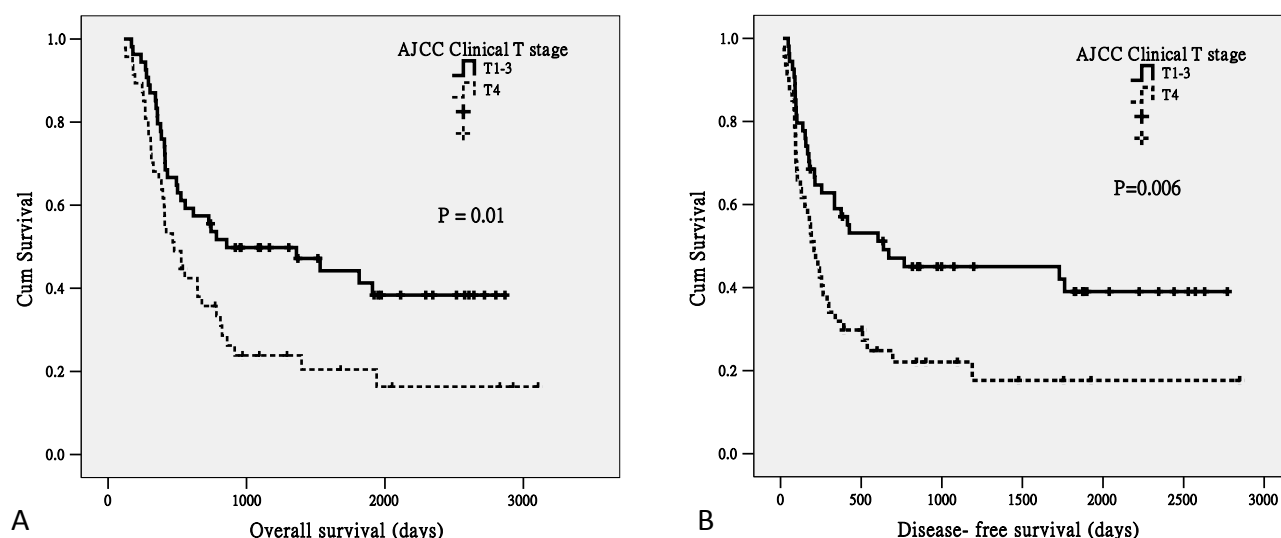 AJCC Clinical T stage
T1-3
T4
P = 0.01
1.0
0.8
0.6
0.4
0.2
0.0
Cum Survival
0
1000
2000
3000
Overall survival (days)
A
AJCC Clinical T stage
T1-3
T4
P=0.006
1.0
0.8
0.6
0.4
0.2
0.0
Cum Survival
0
500
1000
1500
2000
2500
3000
Disease- free survival (days)
B